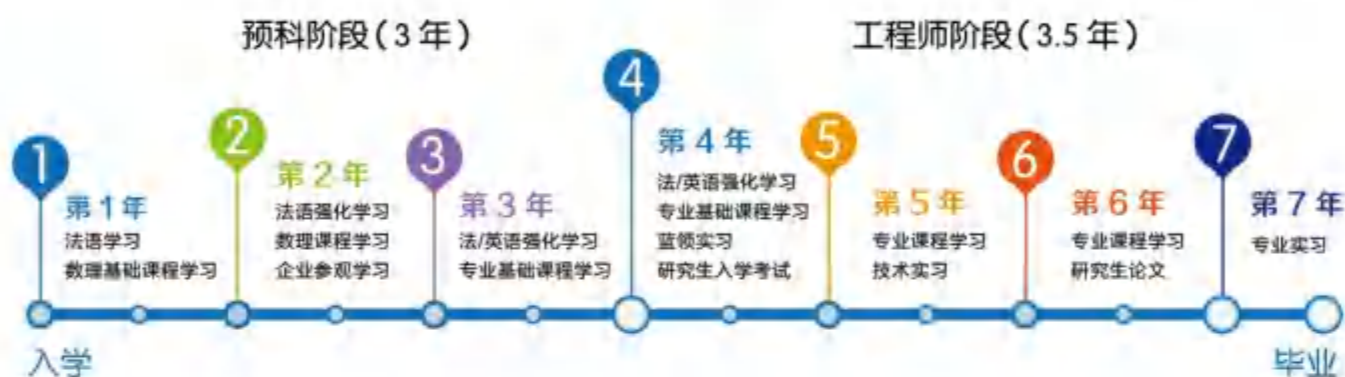 预科阶段(3 年)
工程师阶段(3.5 年)
1
第 1 年
法语学习
数理基础课程学习
2
第 2 年
法语强化学习
数理课程学习
企业参观学习
3
第 3 年
法/英语强化学习
专业基础课程学习
4
第 4 年
法/英语强化学习
专业基础课程学习
蓝领实习
研究生入学考试
5
第 5 年
专业课程学习
技术实习
6
第 6 年
专业课程学习
研究生论文
7
第 7 年
专业实习
入学
毕业